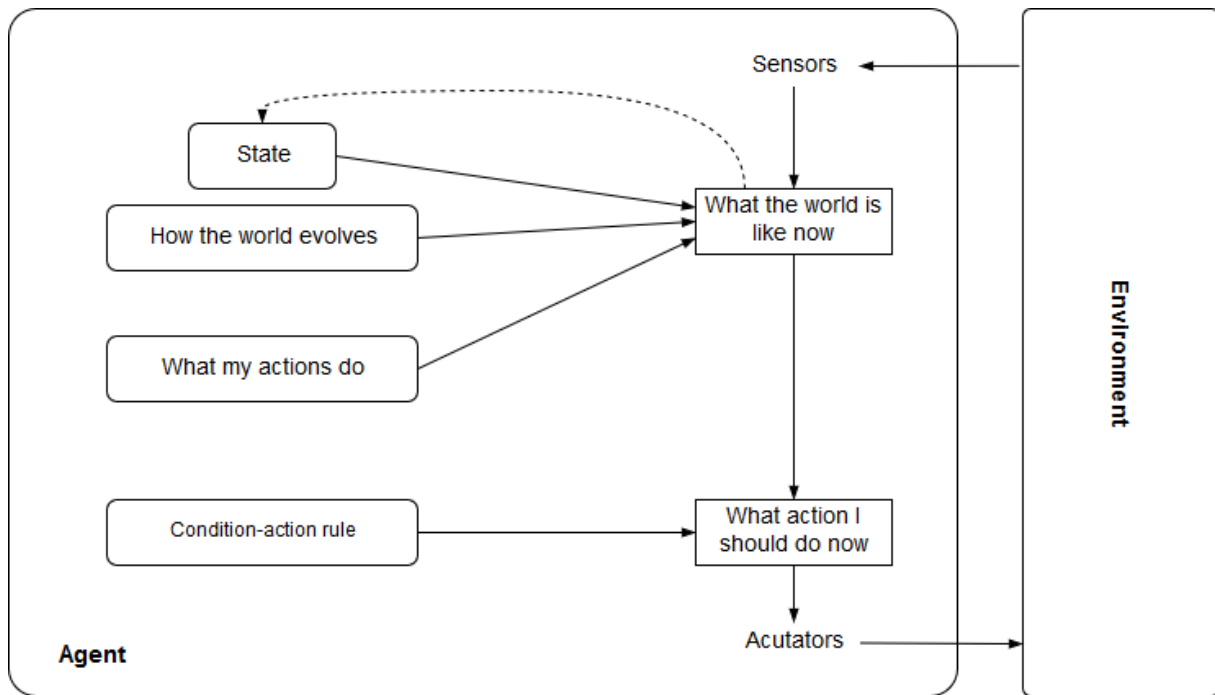 Sensors
State
What the world is
like now
How the world evolves
What my actions do
Environment
Condition-action rule
What action I
should do now
Acutators
Agent